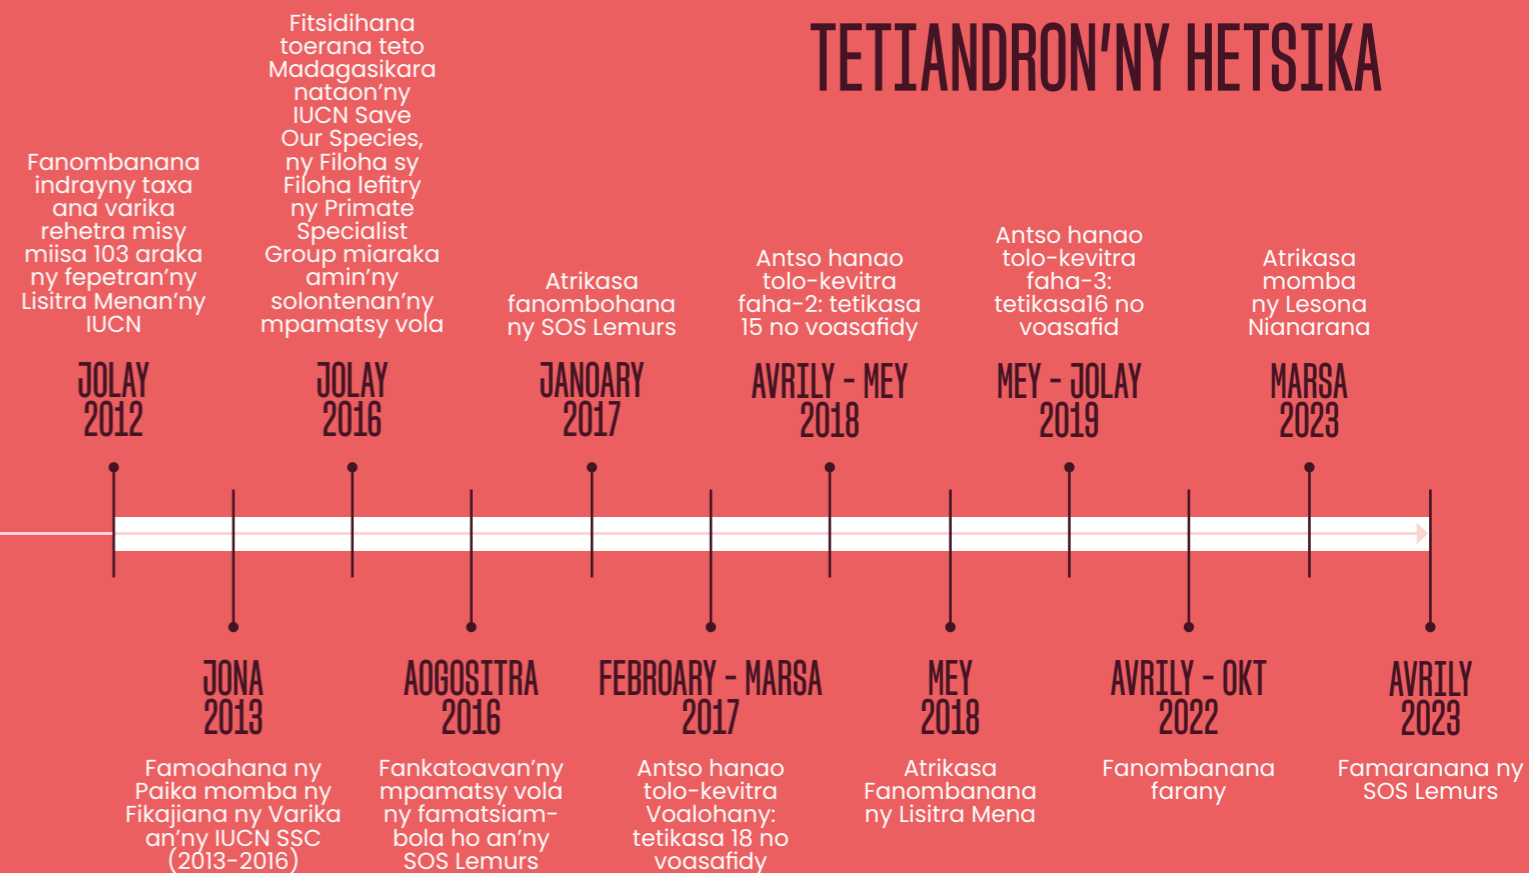 TETIANDRON'NY HETSIKA
Fanombanana
indrayny taxa
ana varika
rehetra misy
miisa 103 araka
ny fepetran'ny
Lisitra Menan'ny
IUCN
JOLAY
2012
Fitsidihana
toerana teto
Madagasikara
nataon'ny
IUCN Save
Our Species,
ny Filoha sy
Filoha lefitry
ny Primate
Specialist
Group miaraka
amin'ny
solontenan'ny
mpamatsy vola
JOLAY
2016
Atrikasa
fanombohana
ny SOS Lemurs
JANOARY
2017
Antso hanao
tolo-kevitra
faha-2: tetikasa
15 no voasafidy
AVRILY - MEY
2018
Antso hanao
tolo-kevitra
faha-3:
tetikasa16 no
voasafid
MEY - JOLAY
2019
Atrikasa
momba
ny Lesona
Nianarana
MARSA
2023
JONA
2013
Famoahana ny
Paika momba ny
Fikajiana ny Varika
an'ny IUCN SSC
(2013-2016)
AOGOSITRA
2016
Fankatoavan'ny
mpamatsy vola
ny famatsiam-
bola ho an'ny
SOS Lemurs
FEBROARY - MARSA
2017
Antso hanao
tolo-kevitra
Voalohany:
tetikasa 18 no
voasafidy
MEY
2018
Atrikasa
Fanombanana
ny Lisitra Mena
AVRILY - OKT
2022
Fanombanana
farany
AVRILY
2023
Famaranana ny
SOS Lemurs